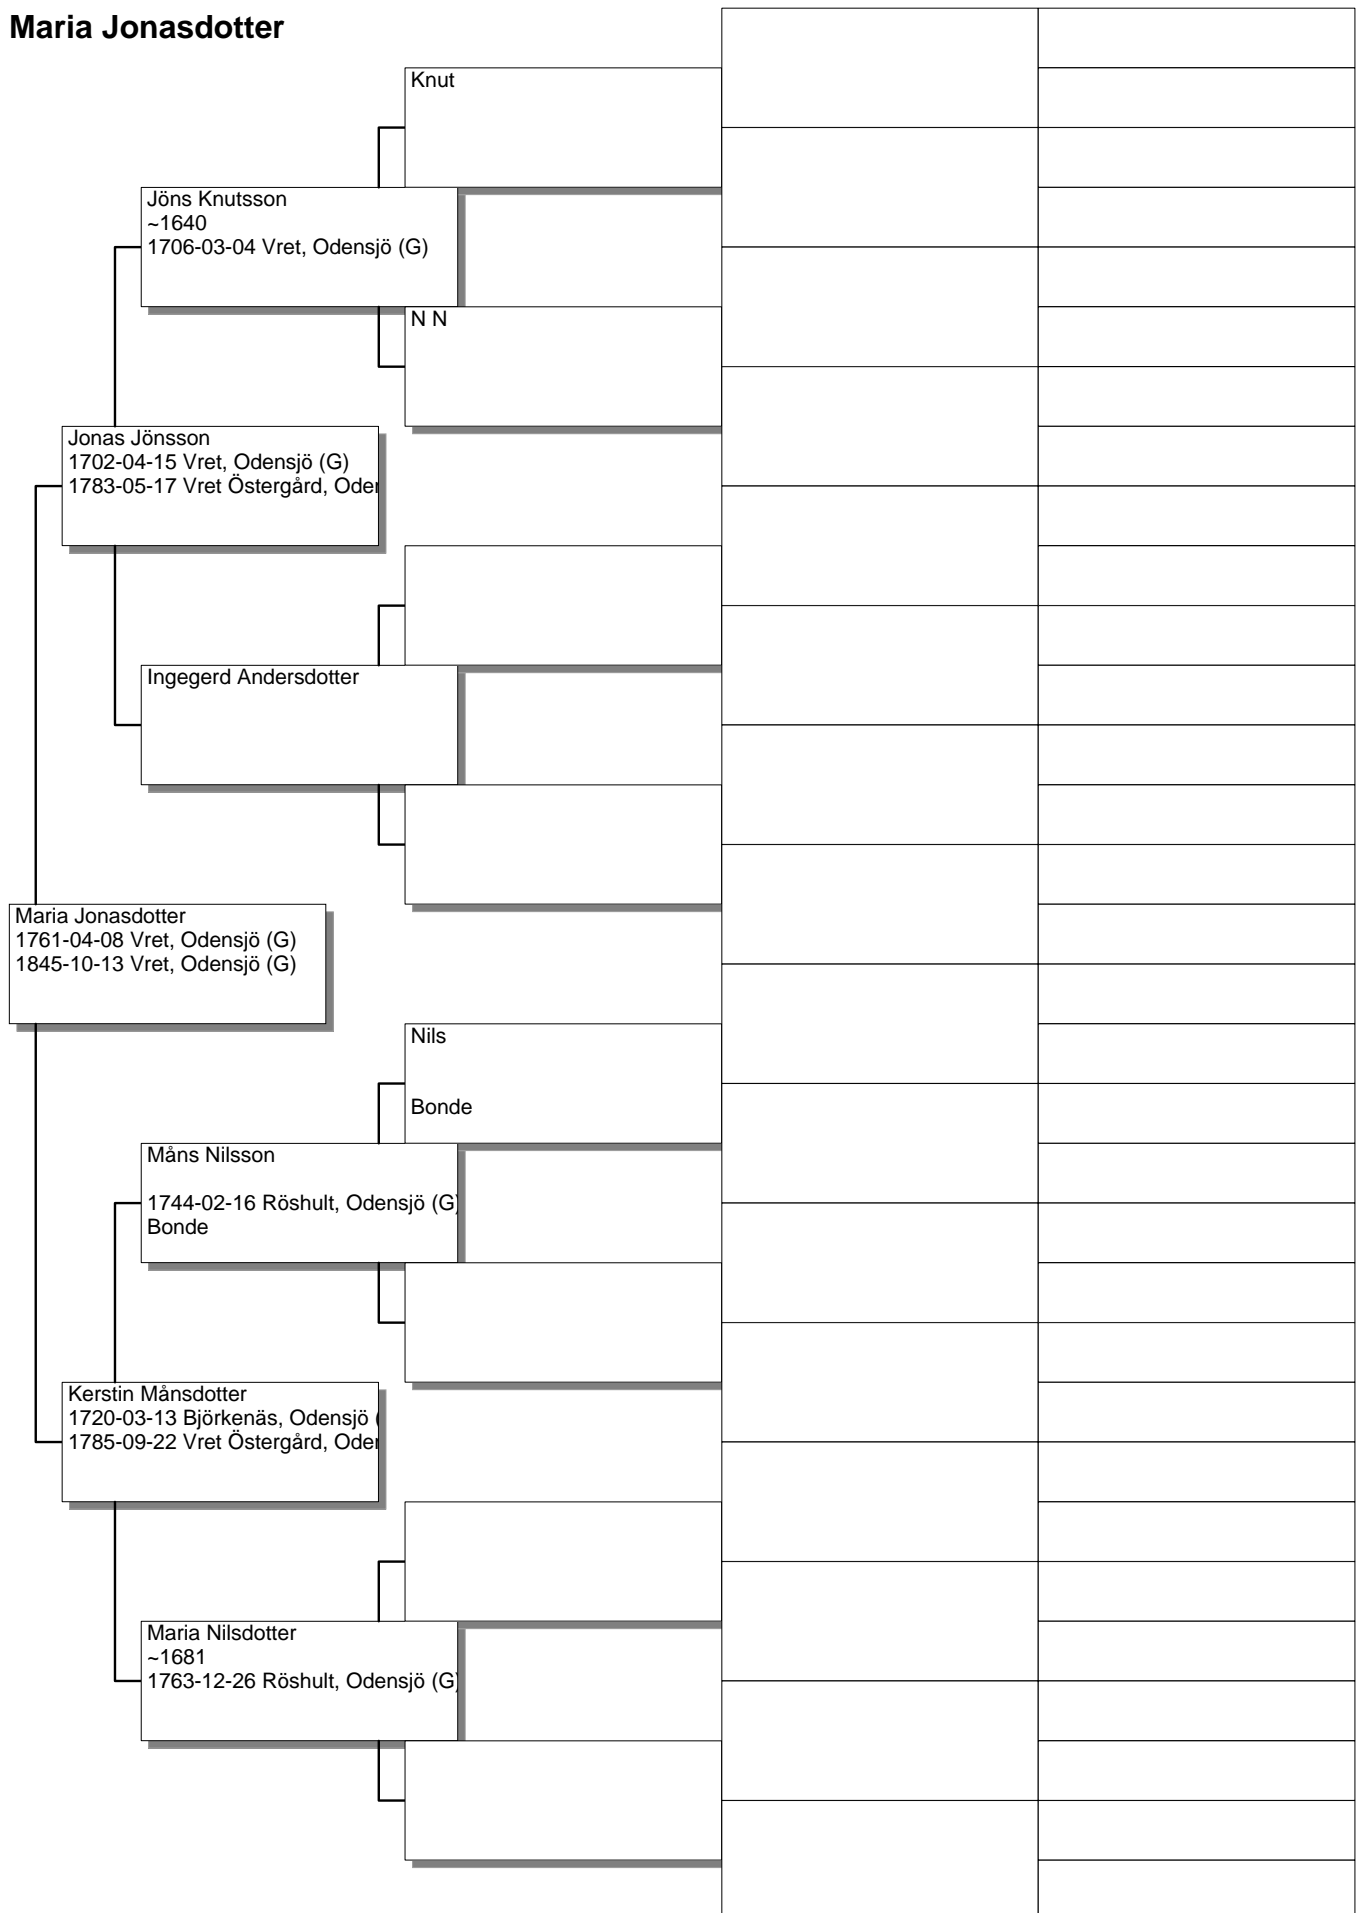 Maria Jonasdotter
Knut
Jöns Knutsson
~1640
1706-03-04 Vret, Odensjö (G)
N N
Jonas Jönsson
1702-04-15 Vret, Odensjö (G)
1783-05-17 Vret Östergård, Oden
Ingegerd Andersdotter
Maria Jonasdotter
1761-04-08 Vret, Odensjö (G)
1845-10-13 Vret, Odensjö (G)
Nils
Bonde
Måns Nilsson
1744-02-16 Röshult, Odensjö (G)
Bonde
Kerstin Månsdotter
1720-03-13 Björkenäs, Odensjö (
1785-09-22 Vret Östergård, Oden
Maria Nilsdotter
~1681
1763-12-26 Röshult, Odensjö (G)